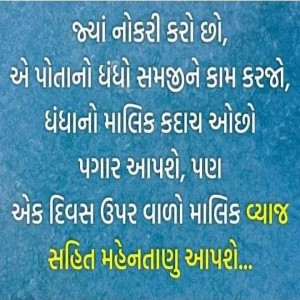 જ્યાં નોકરી કરો છો,
એ પોતાનો ધંધો સમજીને કામ કરજો,
ધંધાનો માલિક કદાચ ઓછો
પગાર આપશે, પણ
એક દિવસ ઉપર વાળો માલિક વ્યાજ
સહિત મહેનતાણુ આપશે...